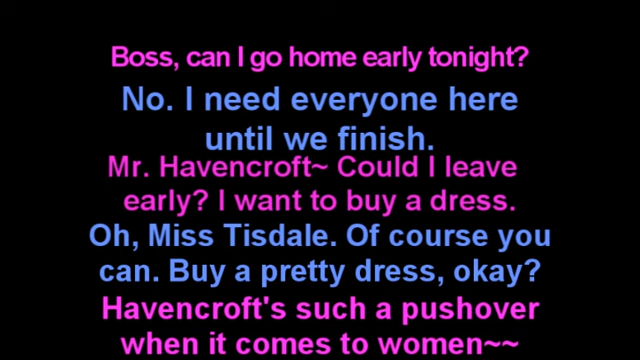 Boss, can I go home early tonight?
No. I need everyone here
until we finish.
Mr. Havencroft~ Could I leave
early? I want to buy a dress.
Oh, Miss Tisdale. Of course you
can. Buy a pretty dress, okay?
Havencroft's such a pushover
when it comes to women~~